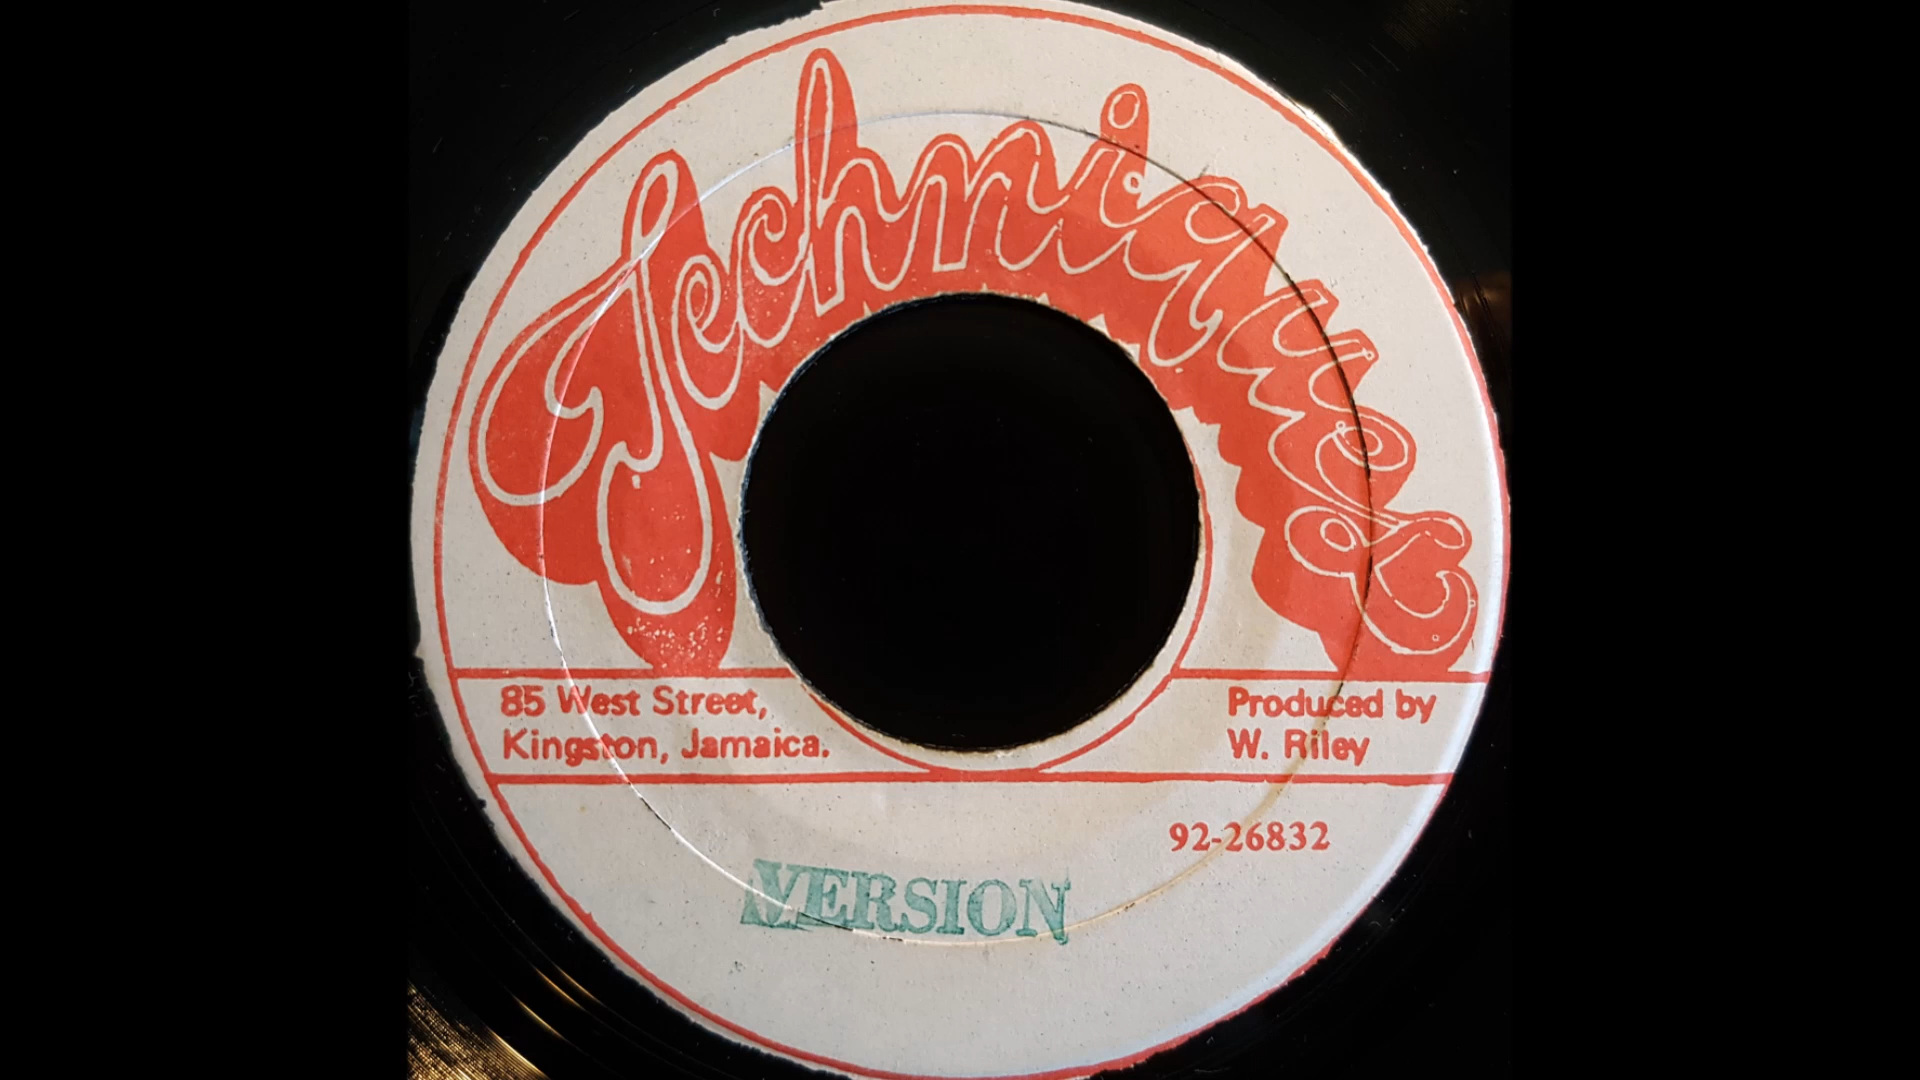 Techniques
85 West Street,
Kingston, Jamaica.
Produced by
W. Riley
92-26832
VERSION